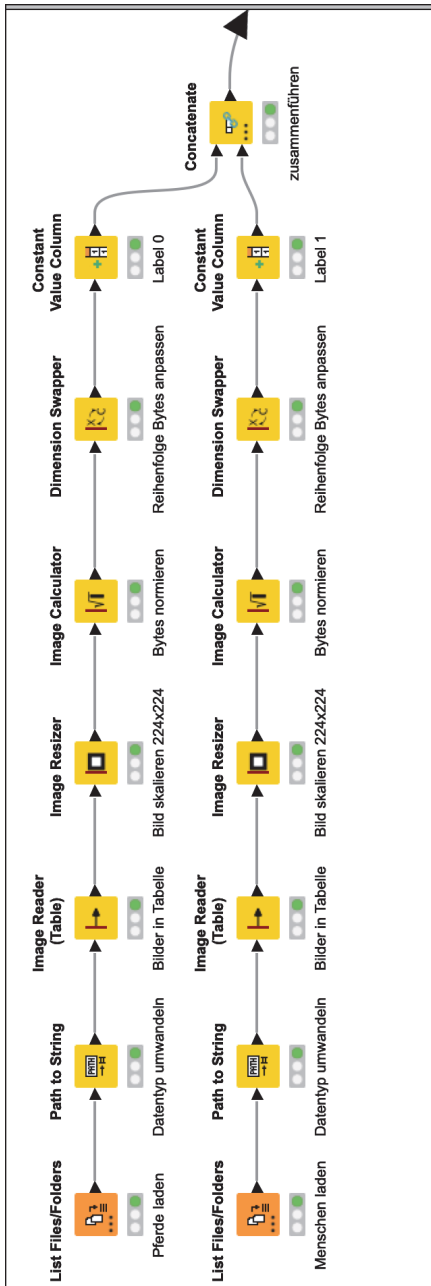 List Files/Folders
Pferde laden
Path to String
Datentyp umwandeln
Image Reader
(Table)
Bilder in Tabelle
Image Resizer
Bild skalieren 224x224
Image Calculator
Bytes normieren
Dimension Swapper
Reihenfolge Bytes anpassen
Constant
Value Column
Label 0
Concatenate
zusammenführen
List Files/Folders
Menschen laden
Path to String
Datentyp umwandeln
Image Reader
(Table)
Bilder in Tabelle
Image Resizer
Bild skalieren 224x224
Image Calculator
Bytes normieren
Dimension Swapper
Reihenfolge Bytes anpassen
Constant
Value Column
Label 1